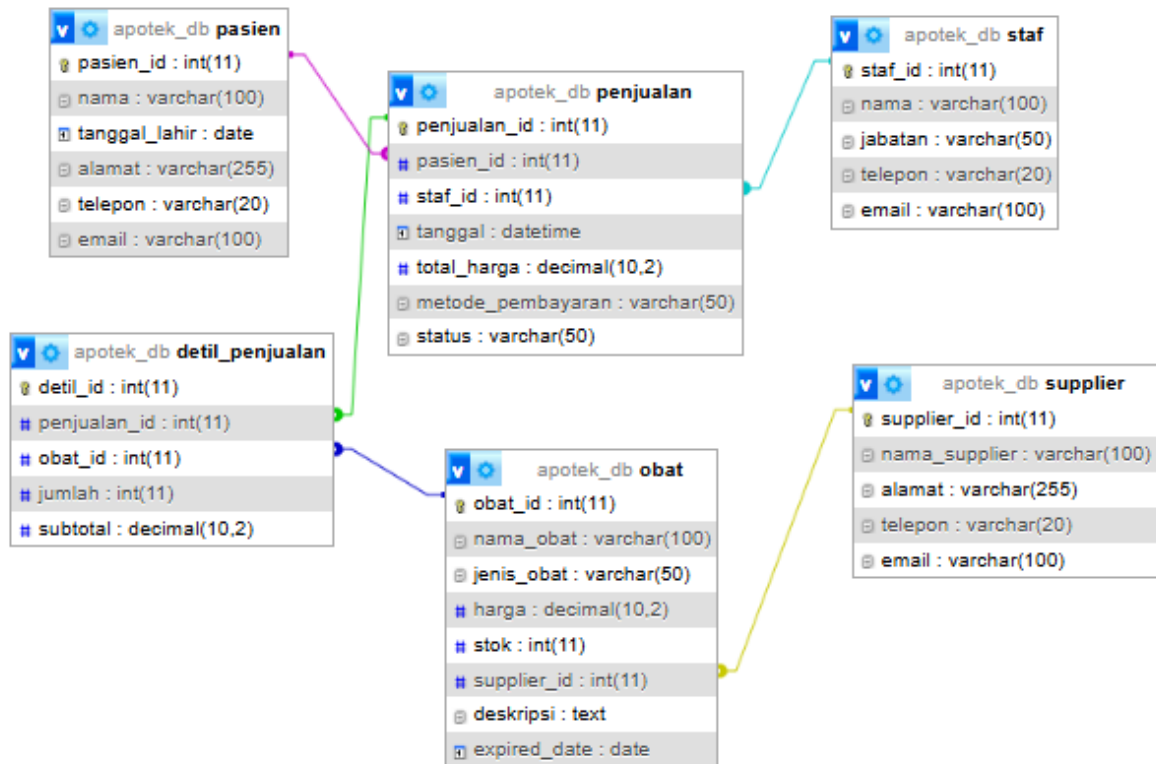 apotek_db pasien
pasien_id : int(11)
nama : varchar(100)
tanggal_lahir : date
alamat : varchar(255)
telepon : varchar(20)
email : varchar(100)
apotek_db penjualan
penjualan_id : int(11)
pasien_id : int(11)
staf_id : int(11)
tanggal : datetime
total_harga : decimal(10,2)
metode_pembayaran : varchar(50)
status : varchar(50)
apotek_db staf
staf_id : int(11)
nama : varchar(100)
jabatan : varchar(50)
telepon : varchar(20)
email : varchar(100)
apotek_db detil_penjualan
detil_id : int(11)
penjualan_id : int(11)
obat_id : int(11)
jumlah : int(11)
subtotal : decimal(10,2)
apotek_db obat
obat_id : int(11)
nama_obat : varchar(100)
jenis_obat : varchar(50)
harga : decimal(10,2)
stok : int(11)
supplier_id : int(11)
deskripsi : text
expired_date : date
apotek_db supplier
supplier_id : int(11)
nama_supplier : varchar(100)
alamat : varchar(255)
telepon : varchar(20)
email : varchar(100)